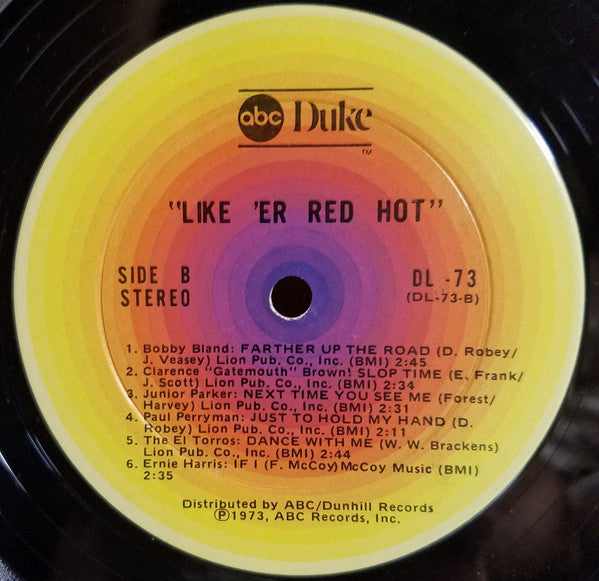 abc Duke
TM
"LIKE 'ER RED HOT"
SIDE B
STEREO
DL -73
(DL-73-B)
1. Bobby Bland: FARTHER UP THE ROAD (D. Robey/
J. Veasey) Lion Pub. Co., Inc. (BMI) 2:45
2. Clarence "Gatemouth" Brown: SLOP TIME (E. Frank/
J. Scott) Lion Pub. Co., Inc. (BMI) 2:34
3. Junior Parker: NEXT TIME YOU SEE ME (Forest/
Harvey) Lion Pub. Co., Inc. (BMI) 2:31
4. Paul Perryman: JUST TO HOLD MY HAND (D.
Robey) Lion Pub. Co., Inc. (BMI) 2:11
5. The El Torros: DANCE WITH ME (W. W. Brackens)
Lion Pub. Co., Inc. (BMI) 2:44
6. Ernie Harris: IF I (F. McCoy) McCoy Music (BMI)
2:35
Distributed by ABC/Dunhill Records
Ⓟ1973, ABC Records, Inc.